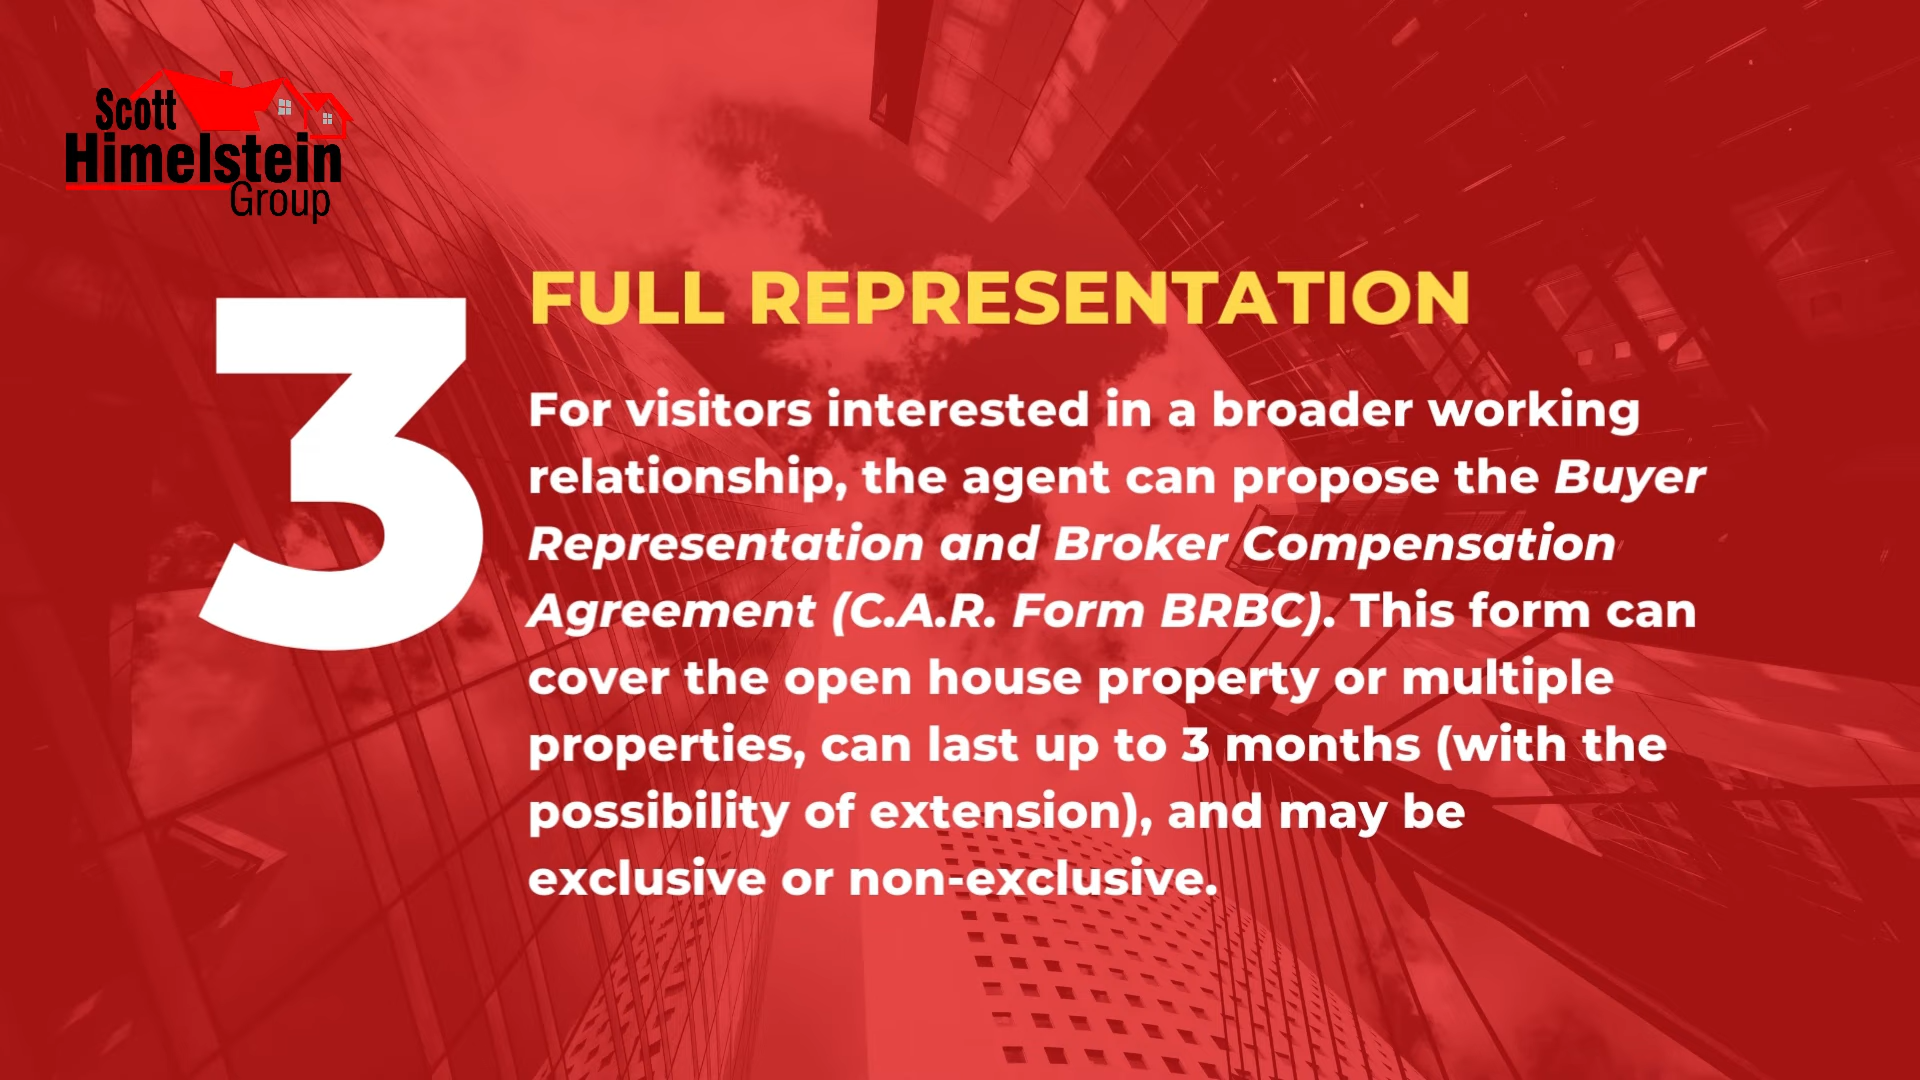 Scott
Himelstein
Group
3
FULL REPRESENTATION
For visitors interested in a broader working
relationship, the agent can propose the Buyer
Representation and Broker Compensation
Agreement (C.A.R. Form BRBC). This form can
cover the open house property or multiple
properties, can last up to 3 months (with the
possibility of extension), and may be
exclusive or non-exclusive.